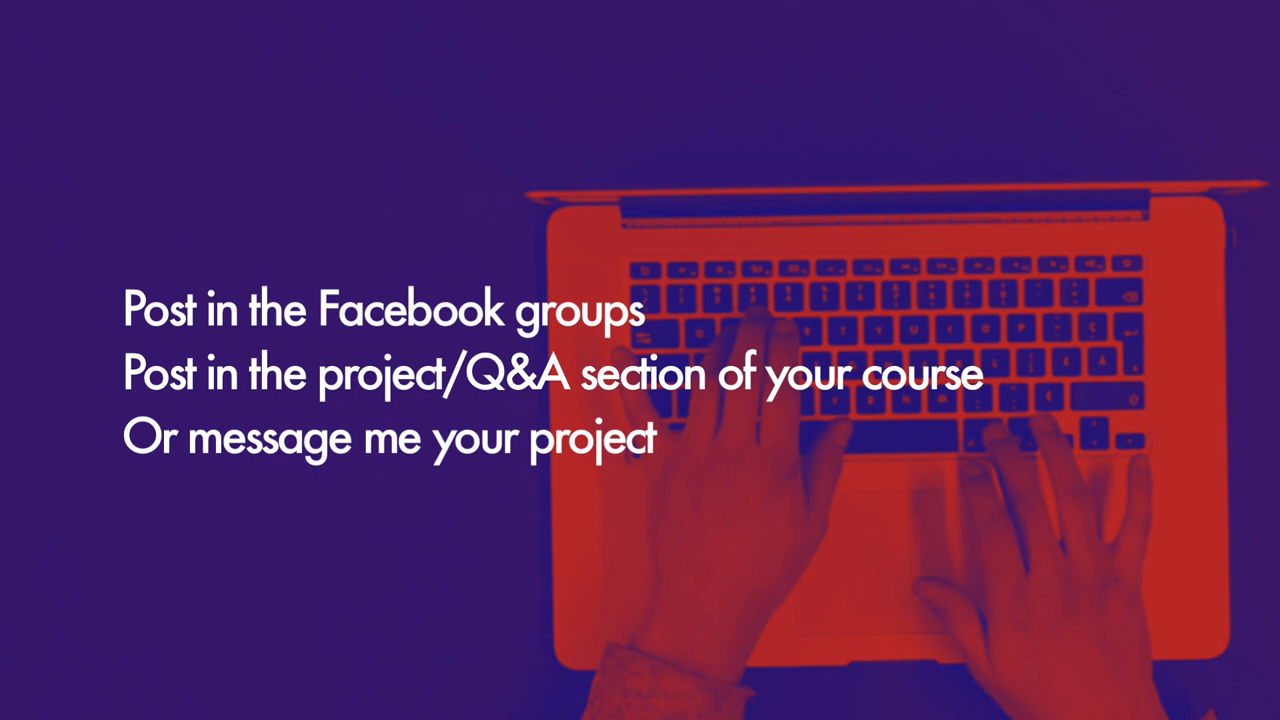 Post in the Facebook groups
Post in the project/Q&A section of your course
Or message me your project